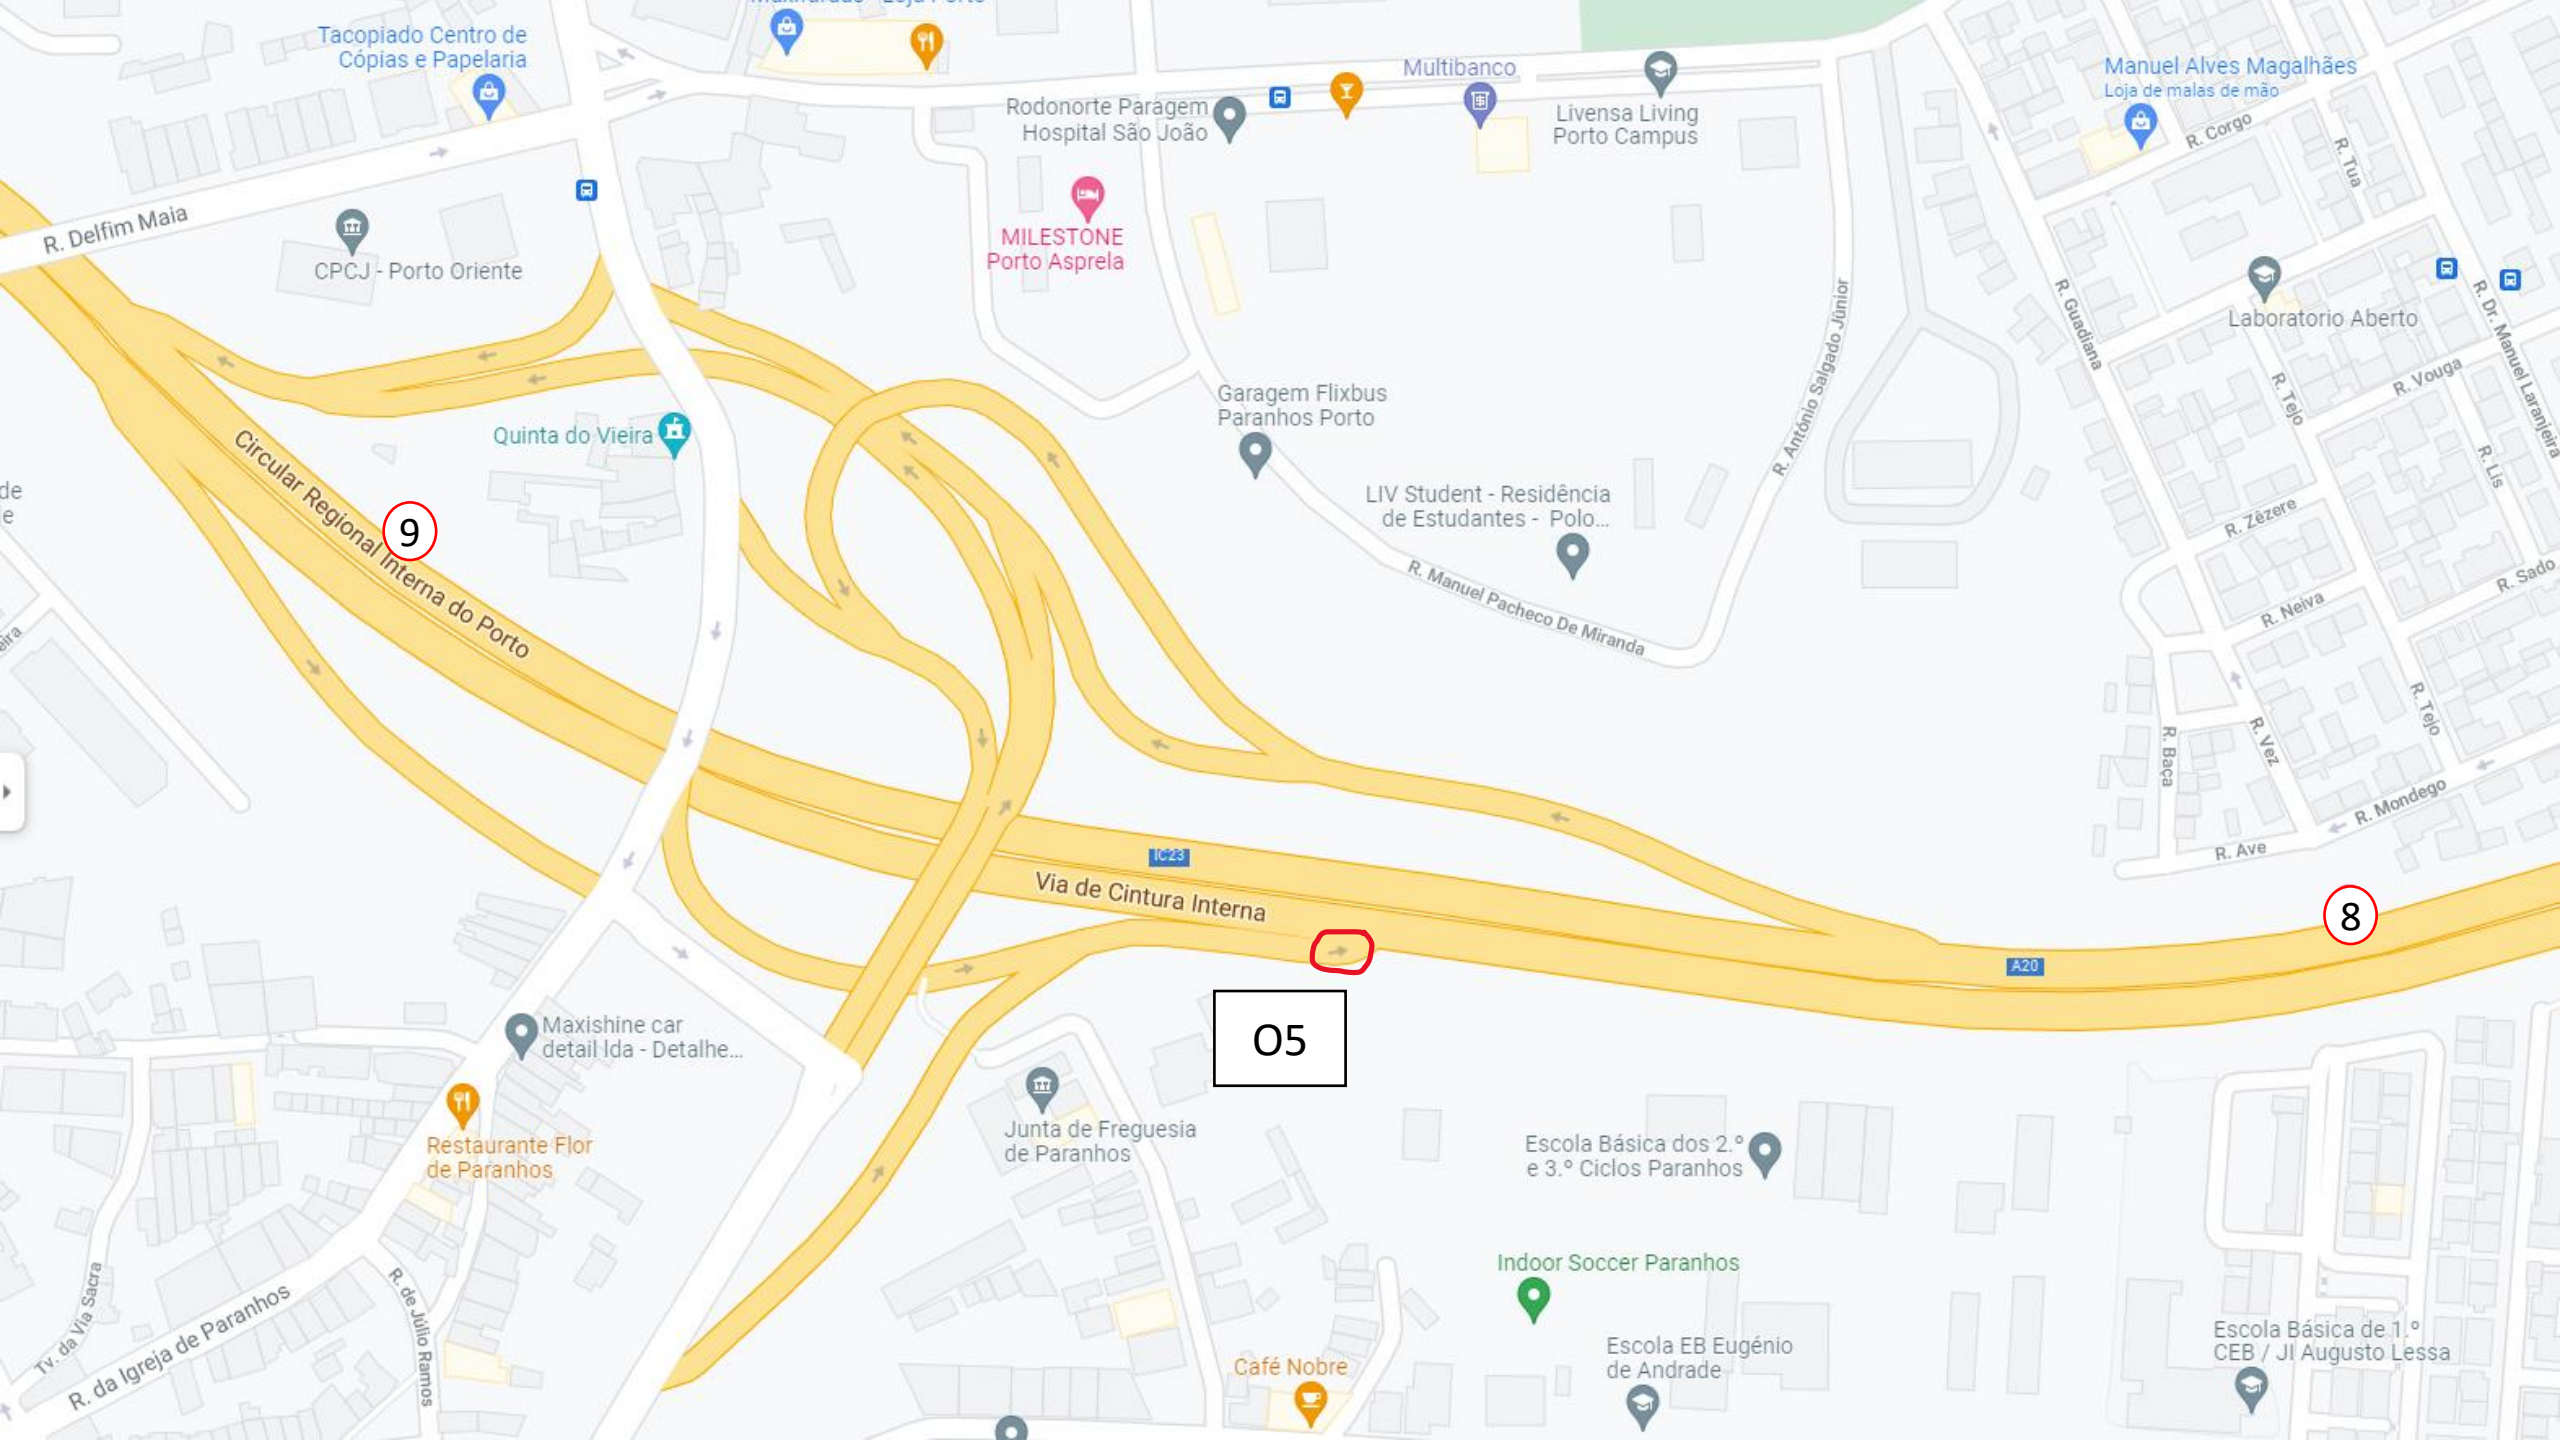 Tacopiado Centro de
Cópias e Papelaria
Multibanco
Manuel Alves Magalhães
Loja de malas de mão
Rodonorte Paragem
Hospital São João
Livensa Living
Porto Campus
R. Corgo
R. Tua
R. Delfim Maia
CPCJ - Porto Oriente
MILESTONE
Porto Asprela
R. Guadiana
Laboratorio Aberto
R. Dr. Manuel Laranjeira
R. António Salgado Júnior
R. Vouga
R. Tejo
Garagem Flixbus
Paranhos Porto
Quinta do Vieira
Circular Regional Interna do Porto
9
de
e
R. Lis
LIV Student - Residência
de Estudantes - Polo...
R. Zêzere
R. Sado
R. Manuel Pacheco De Miranda
R. Neiva
eira
R. Tejo
R. Baça
R. Vez
R. Mondego
R. Ave
IC23
Via de Cintura Interna
8
A20
O5
Maxishine car
detail lda - Detalhe...
Restaurante Flor
de Paranhos
Junta de Freguesia
de Paranhos
Escola Básica dos 2.º
e 3.º Ciclos Paranhos
Indoor Soccer Paranhos
Tv. da Via Sacra
R. da Igreja de Paranhos
R. de Júlio Ramos
Café Nobre
Escola EB Eugénio
de Andrade
Escola Básica de 1.º
CEB / JI Augusto Lessa